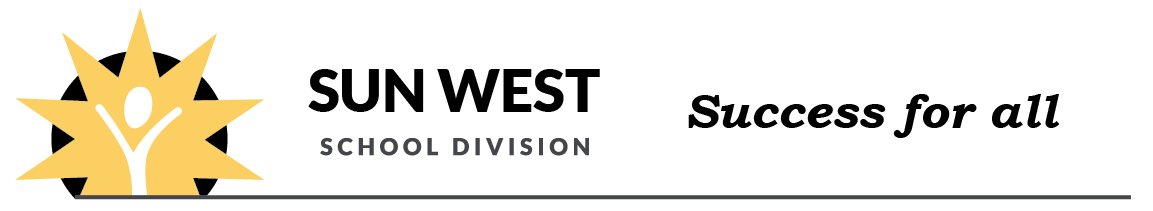 SUN WEST
SCHOOL DIVISION
Success for all